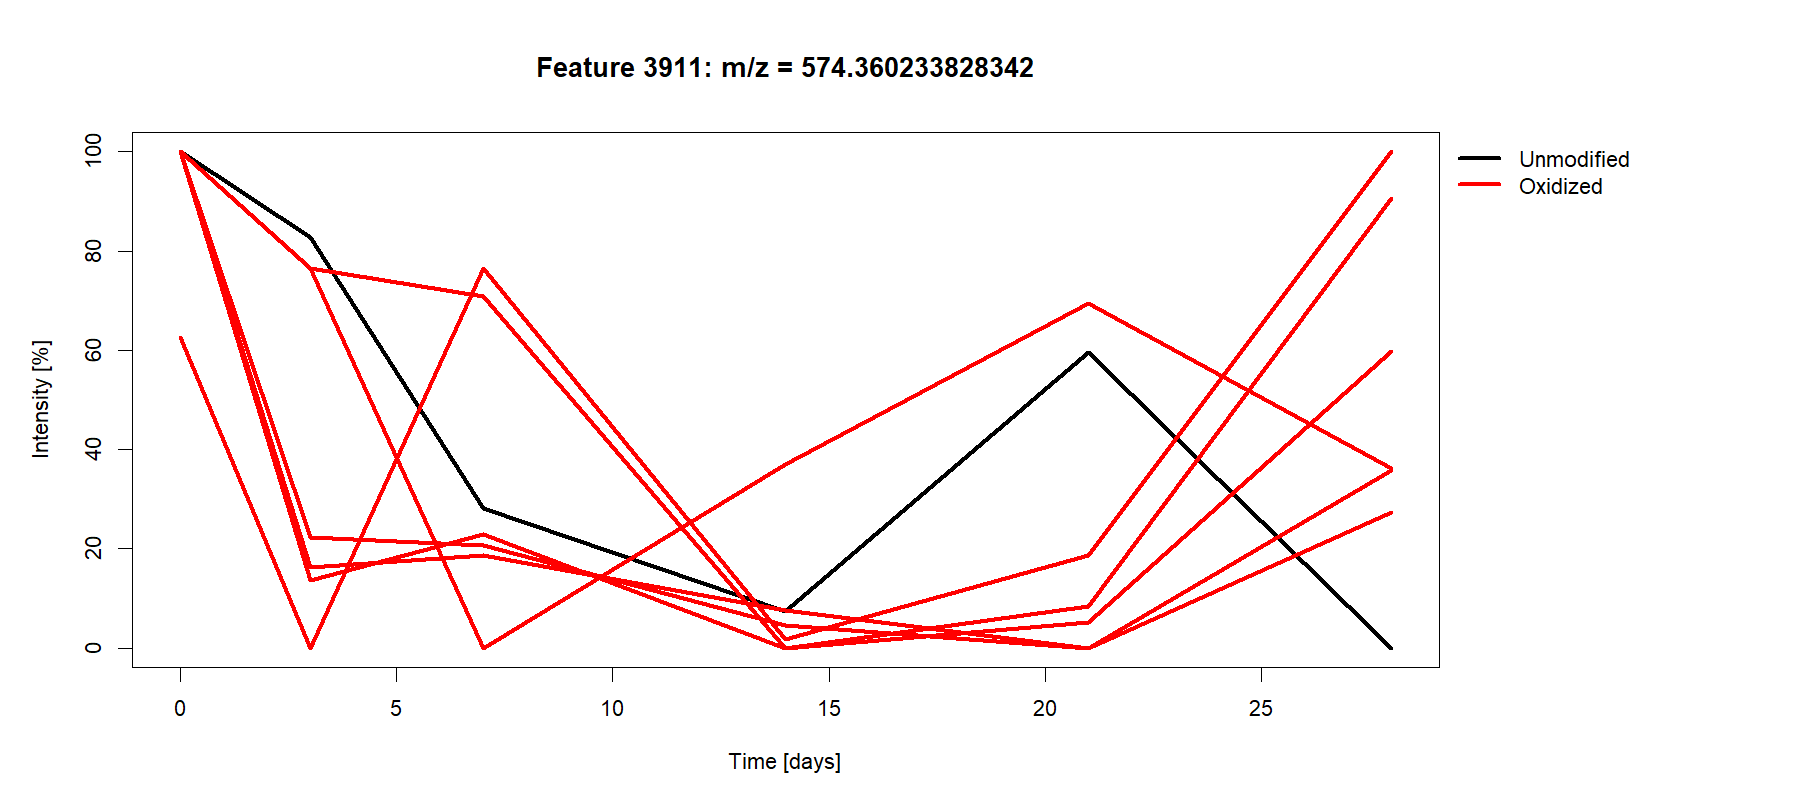 Feature 3911: m/z = 574.360233828342
Unmodified
Oxidized
Intensity [%]
100
80
60
40
20
0
0 5 10 15 20 25
Time [days]